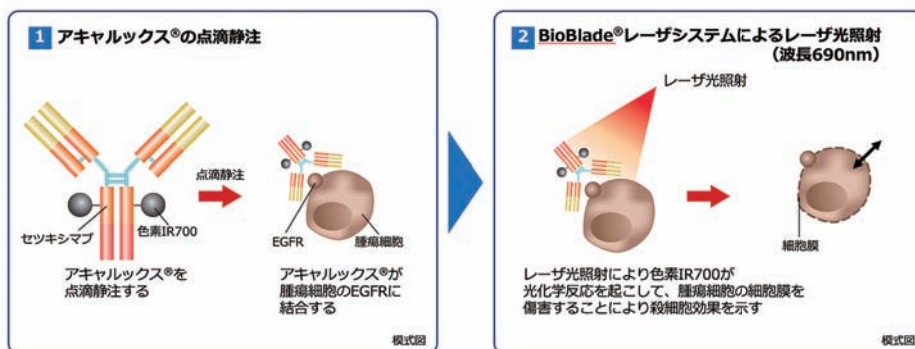 1 アキャルックス®の点滴静注
点滴静注
セツキシマブ
色素IR700
EGFR
腫瘍細胞
アキャルックス®を
点滴静注する
アキャルックス®が
腫瘍細胞のEGFRに
結合する
模式図
2 BioBlade®レーザシステムによるレーザ光照射
（波長690nm）
レーザ光照射
細胞膜
レーザ光照射により色素IR700が
光化学反応を起こして、腫瘍細胞の細胞膜を
傷害することにより殺細胞効果を示す
模式図